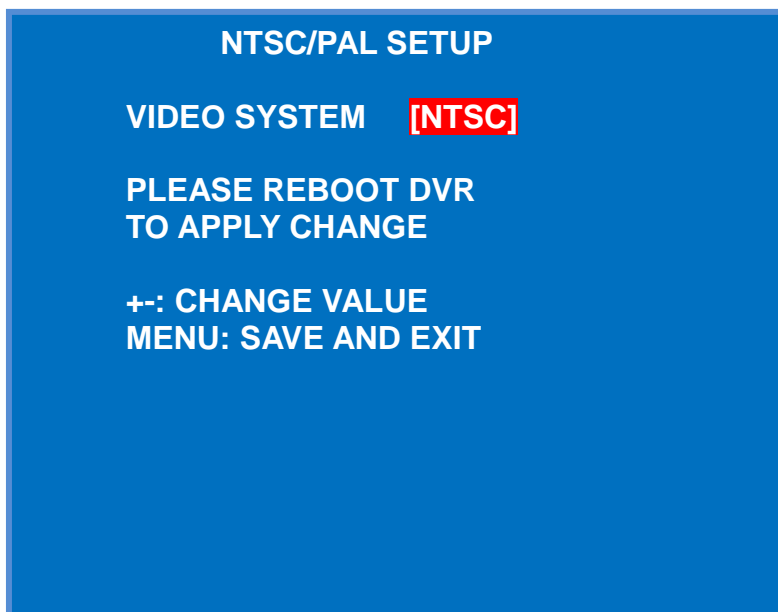 NTSC/PAL SETUP
VIDEO SYSTEM [NTSC]
PLEASE REBOOT DVR
TO APPLY CHANGE
+-: CHANGE VALUE
MENU: SAVE AND EXIT